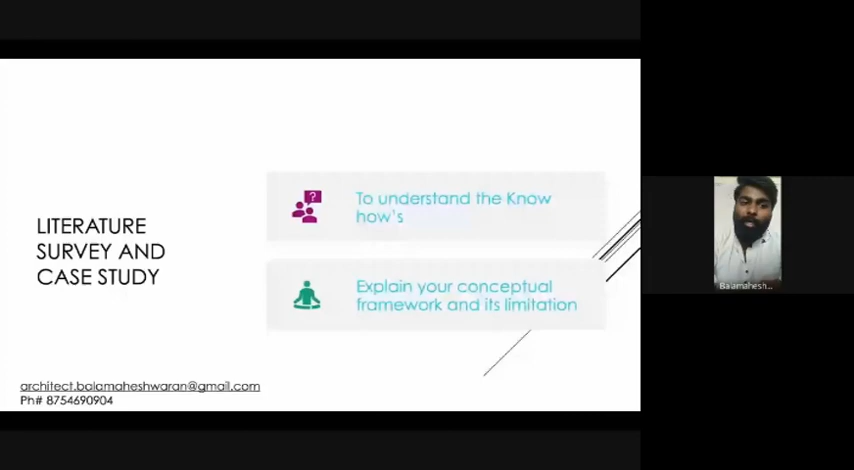 LITERATURE
SURVEY AND
CASE STUDY
?
To understand the Know
how's
Explain your conceptual
framework and its limitation
architect.balamaheshwaran@gmail.com
Ph# 8754690904
Balamahesh...